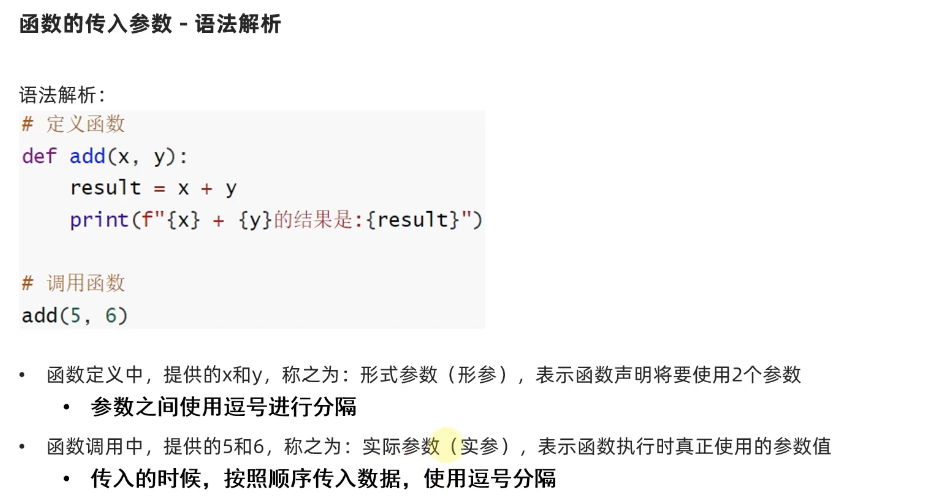 函数的传入参数 - 语法解析
语法解析：
# 定义函数
def add(x, y):
    result = x + y
    print(f"{x} + {y}的结果是:{result}")
# 调用函数
add(5, 6)
• 函数定义中，提供的x和y，称之为：形式参数（形参），表示函数声明将要使用2个参数
• 参数之间使用逗号进行分隔
• 函数调用中，提供的5和6，称之为：实际参数（实参），表示函数执行时真正使用的参数值
• 传入的时候，按照顺序传入数据，使用逗号分隔